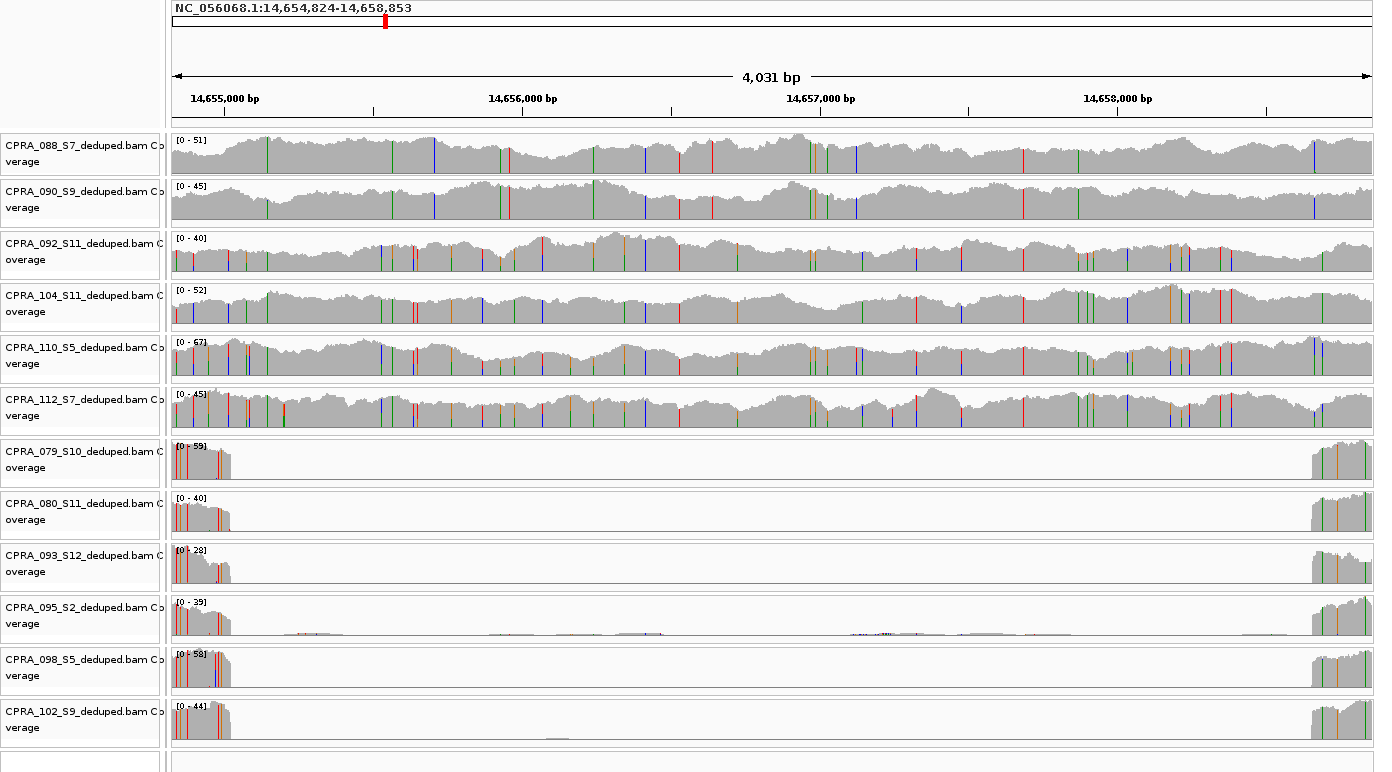 NC_056068.1:14,654,824-14,658,853
4,031 bp
14,655,000 bp 14,656,000 bp 14,657,000 bp 14,658,000 bp
CPRA_088_S7_deduped.bam Co
verage
[0 - 51]
CPRA_090_S9_deduped.bam Co
verage
[0 - 45]
CPRA_092_S11_deduped.bam C
overage
[0 - 40]
CPRA_104_S11_deduped.bam C
overage
[0 - 52]
CPRA_110_S5_deduped.bam Co
verage
[0 - 67]
CPRA_112_S7_deduped.bam Co
verage
[0 - 45]
CPRA_079_S10_deduped.bam C
overage
[0 - 59]
CPRA_080_S11_deduped.bam C
overage
[0 - 40]
CPRA_093_S12_deduped.bam C
overage
[0 - 28]
CPRA_095_S2_deduped.bam Co
verage
[0 - 39]
CPRA_098_S5_deduped.bam Co
verage
[0 - 58]
CPRA_102_S9_deduped.bam Co
verage
[0 - 44]